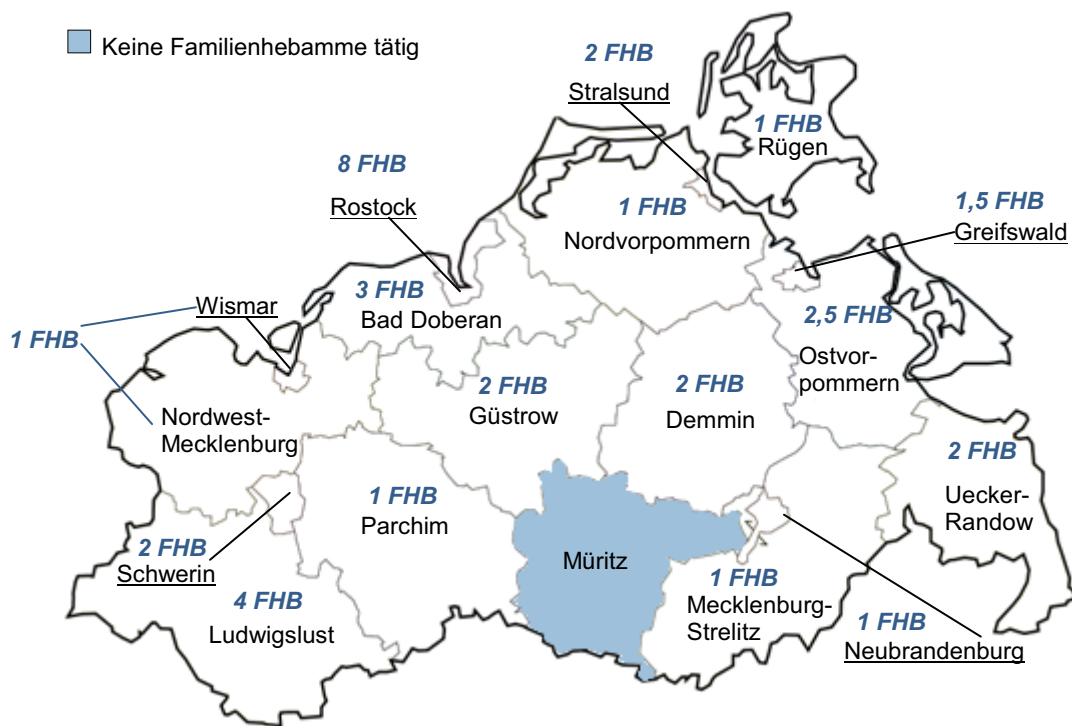 Keine Familienhebamme tätig
2 FHB
Stralsund
1 FHB
Rügen
8 FHB
Rostock
1 FHB
Nordvorpommern
1,5 FHB
Greifswald
3 FHB
Bad Doberan
Wismar
1 FHB
2,5 FHB
Ostvor-
pommern
2 FHB
Güstrow
2 FHB
Demmin
Nordwest-
Mecklenburg
2 FHB
Uecker-
Randow
1 FHB
Parchim
2 FHB
Schwerin
Müritz
1 FHB
Mecklenburg-
Strelitz
4 FHB
Ludwigslust
1 FHB
Neubrandenburg